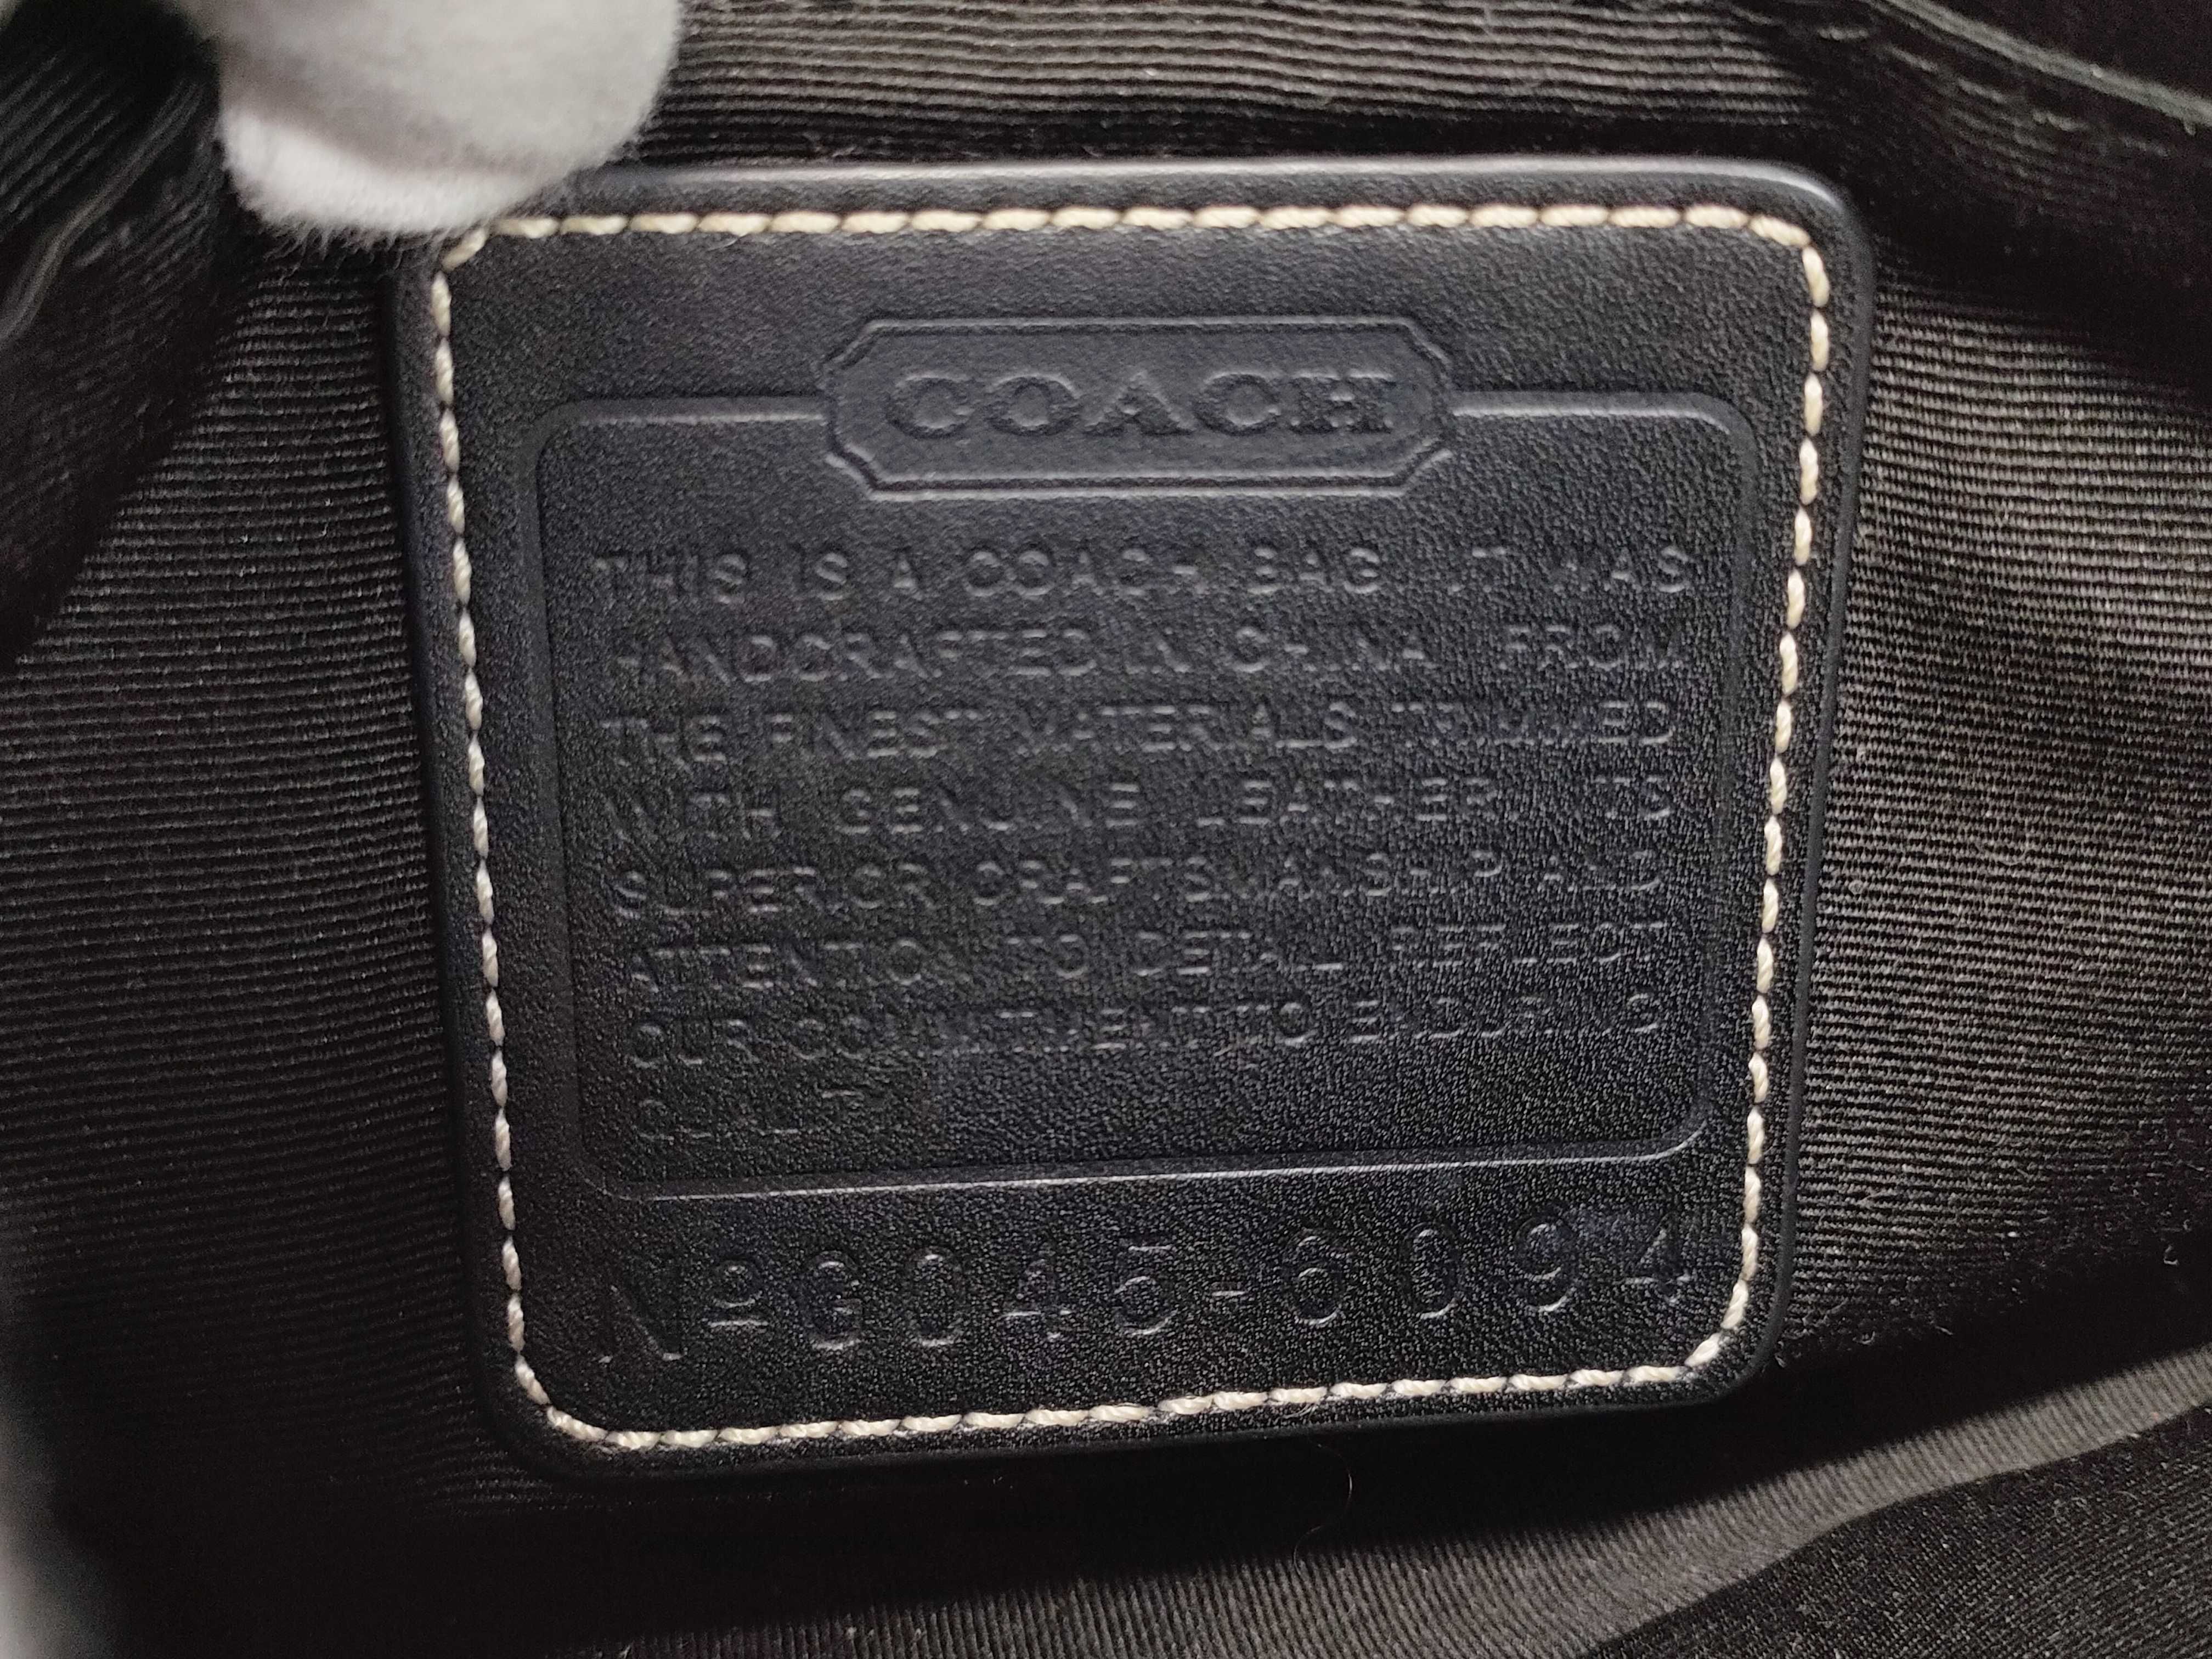 COACH
THIS IS A COACH BAG. IT WAS
HANDCRAFTED IN CHINA FROM
THE FINEST MATERIALS TRIMMED
WITH GENUINE LEATHER. ITS
SUPERIOR CRAFTSMANSHIP AND
ATTENTION TO DETAIL REFLECT
OUR COMMITMENT TO ENDURING
QUALITY.
Nº G045-6094